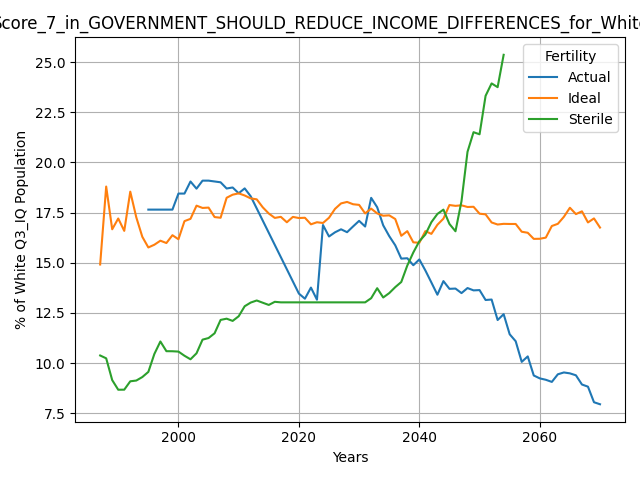 Score_7_in_GOVERNMENT_SHOULD_REDUCE_INCOME_DIFFERENCES_for_White
Fertility
Actual
Ideal
Sterile
% of White Q3_IQ Population
25.0
22.5
20.0
17.5
15.0
12.5
10.0
7.5
2000
2020
2040
2060
Years